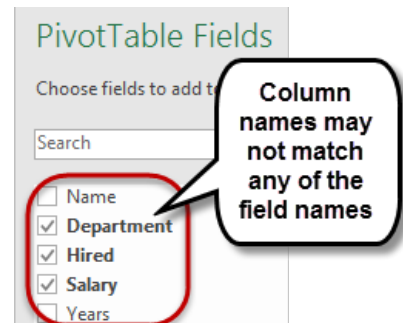 PivotTable Fields
Choose fields to add t
Search
Name
Department
Hired
Salary
Years
Column
names may
not match
any of the
field names